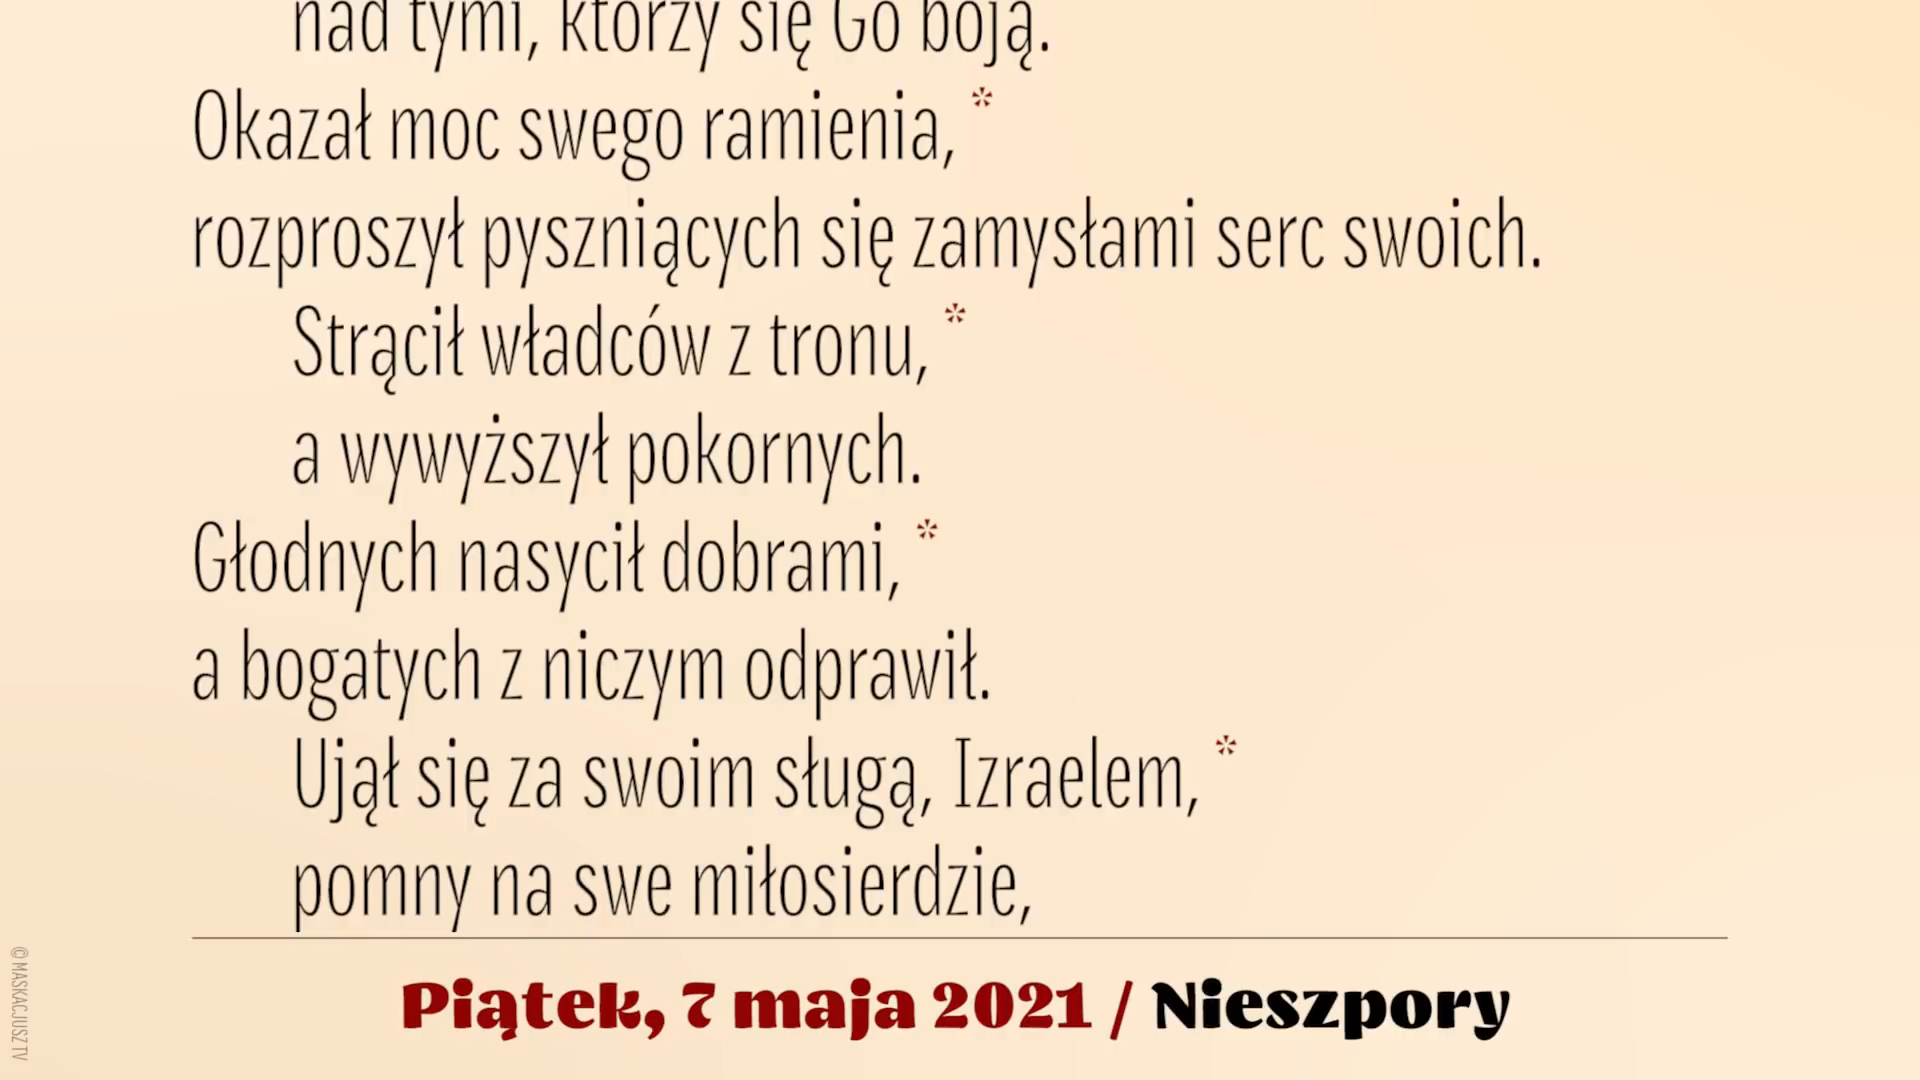 nad tymi, którzy się Go boją.
Okazał moc swego ramienia, *
rozproszył pyszniących się zamysłami serc swoich.
Strącił władców z tronu, *
a wywyższył pokornych.
Głodnych nasycił dobrami, *
a bogatych z niczym odprawił.
Ujął się za swoim sługą, Izraelem, *
pomny na swe miłosierdzie,
Piątek, 7 maja 2021 / Nieszpory
© MASKACJUSZ TV